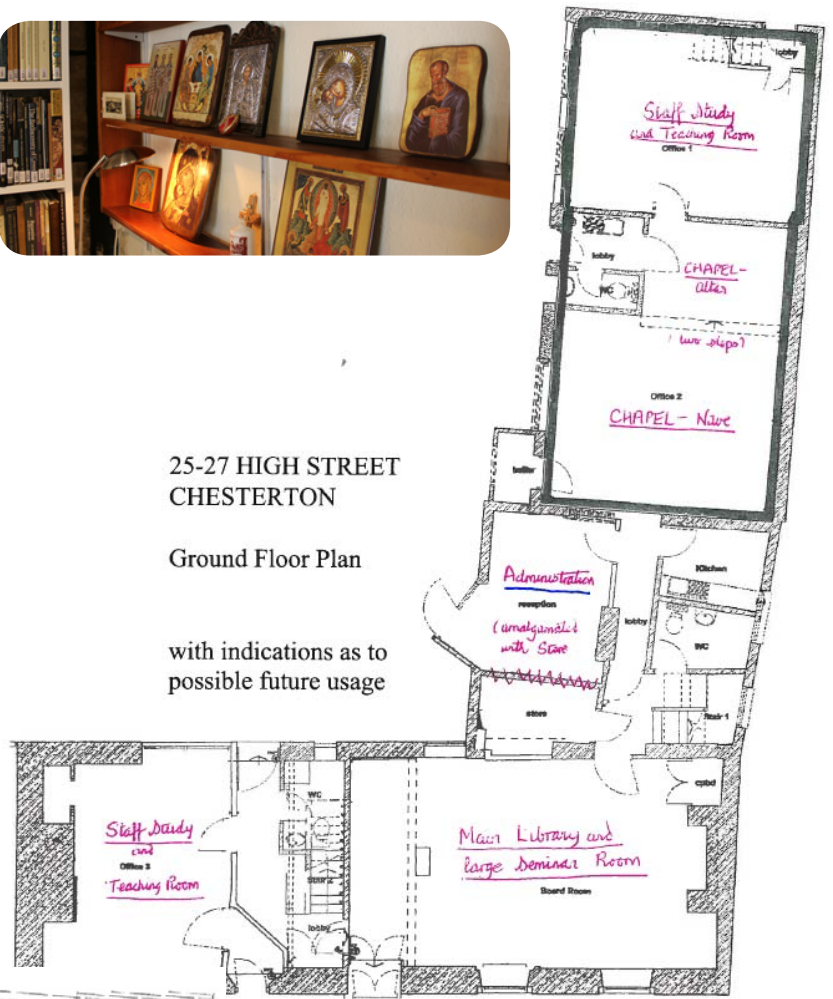 lobby
Staff Study
and Teaching Room
Office 1
lobby
WC
CHAPEL-
altar
(two steps)
Office 2
CHAPEL - Nave
boiler
25-27 HIGH STREET
CHESTERTON
Ground Floor Plan
with indications as to
possible future usage
Administration
reception
(amalgamated
with Store
Kitchen
lobby
WC
store
Stair 1
cpbd
WC
Staff Study
and
Office 3
Teaching Room
Stair 2
lobby
Main Library and
large Seminar Room
Board Room